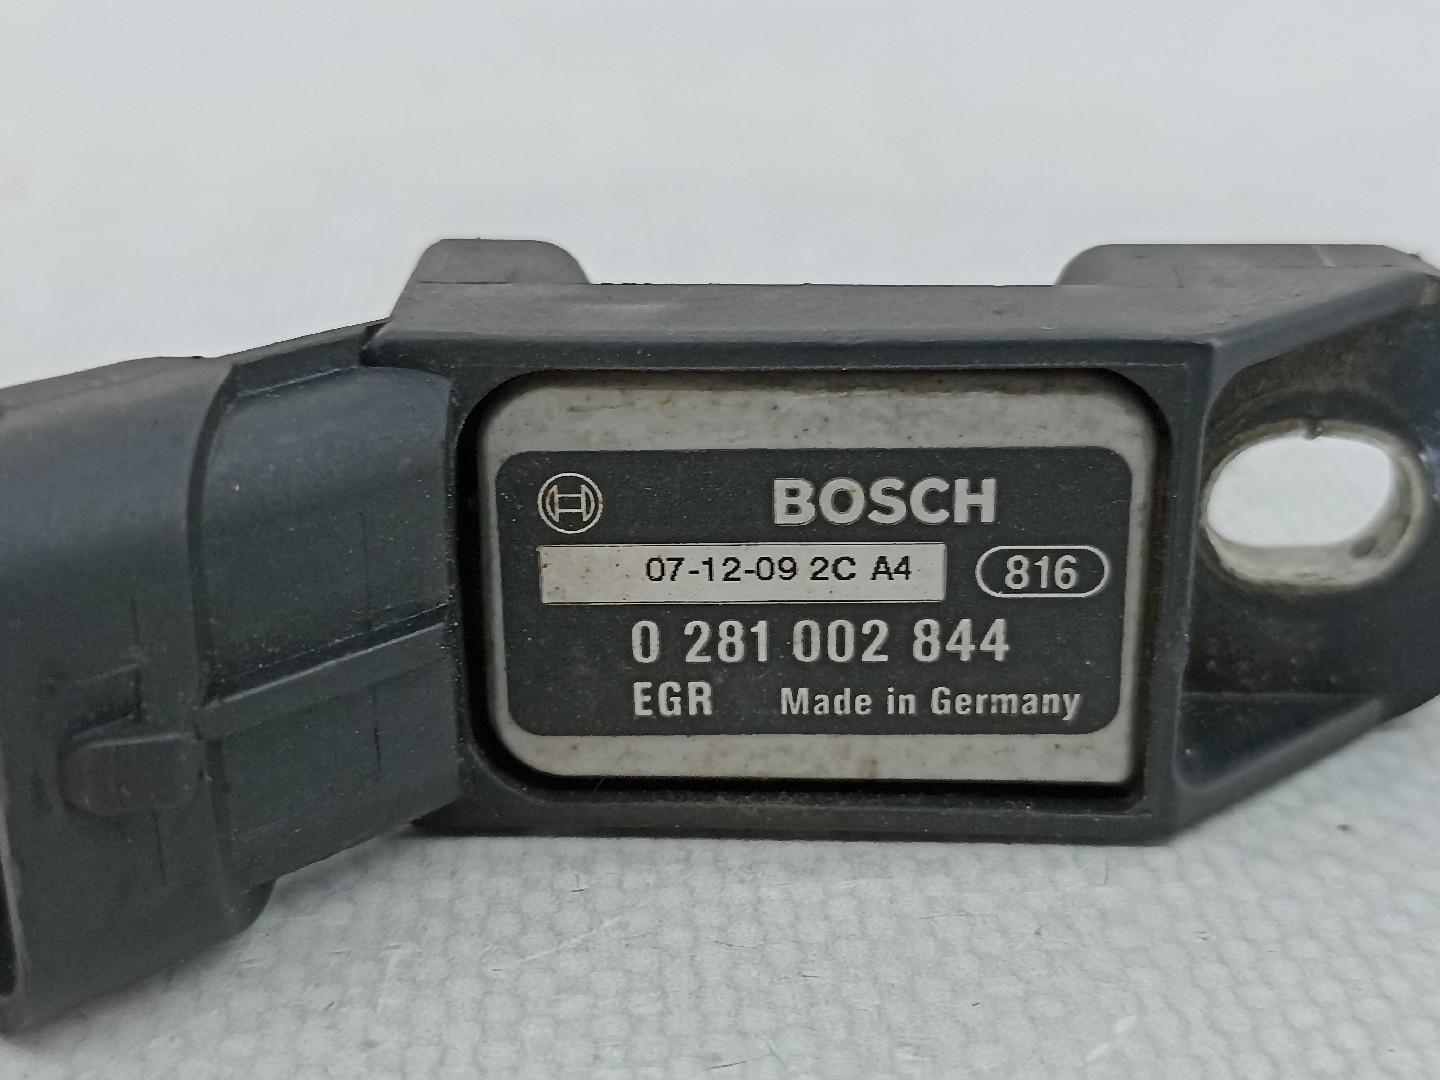 BOSCH
07-12-09 2C A4
816
0 281 002 844
EGR Made in Germany